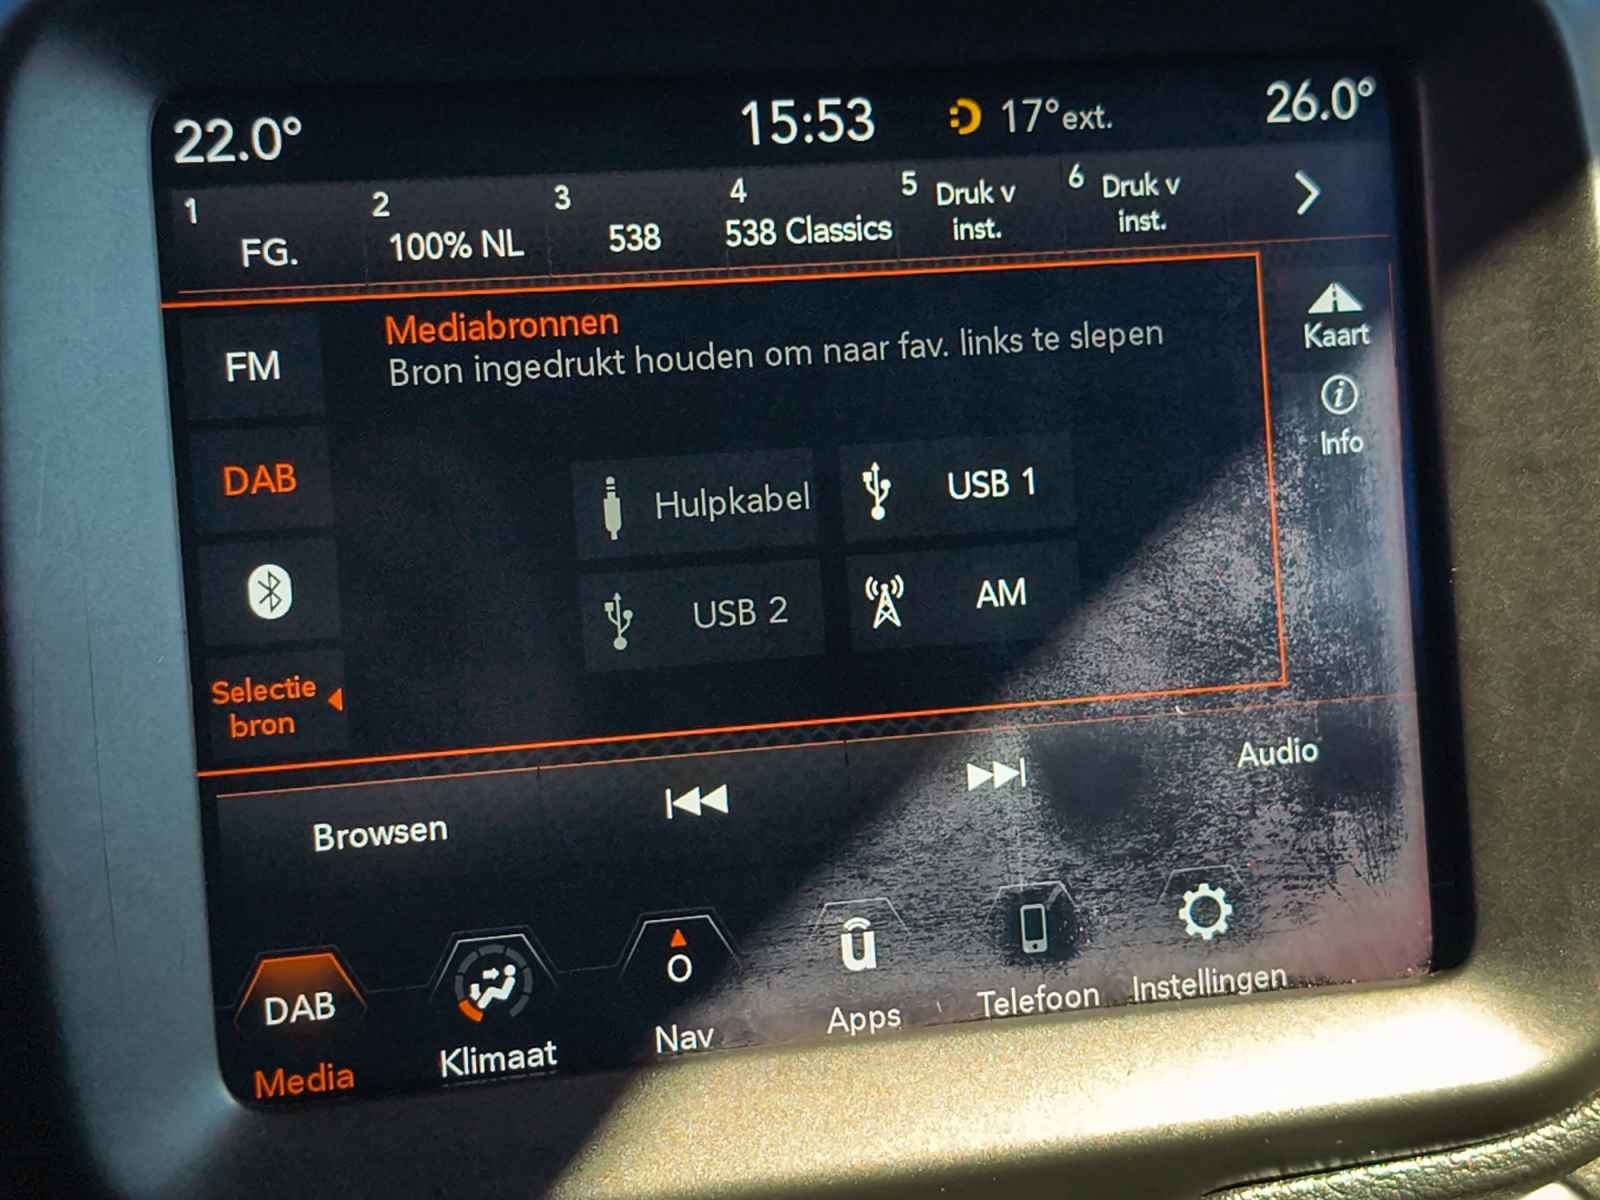 22.0°
15:53
17° ext.
26.0°
1
FG.
2
100% NL
3
538
4
538 Classics
5
Druk v
inst.
6
Druk v
inst.
FM
DAB
Selectie
bron
Mediabronnen
Bron ingedrukt houden om naar fav. links te slepen
Hulpkabel
USB 1
USB 2
AM
Kaart
i
Info
Browsen
Audio
DAB
Media
Klimaat
O
Nav
u
Apps
Telefoon
Instellingen